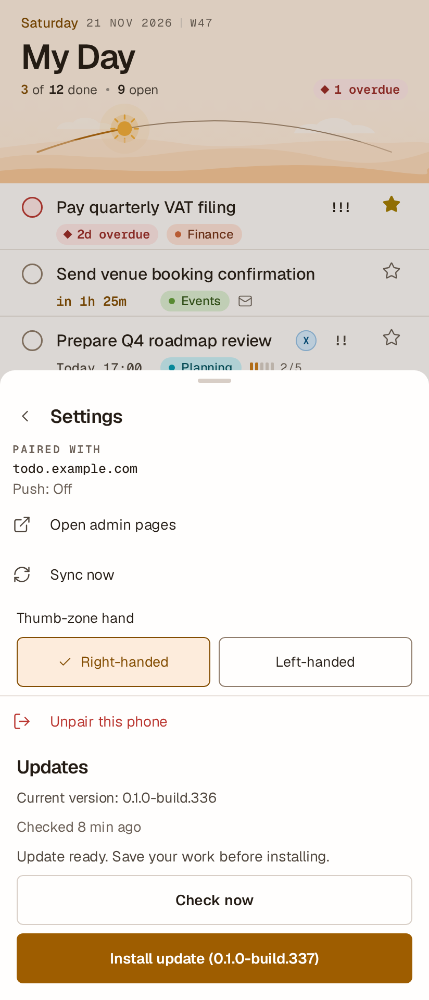 Saturday 21 NOV 2026 | W47
My Day
3 of 12 done • 9 open
1 overdue
Pay quarterly VAT filing !!!
2d overdue Finance
Send venue booking confirmation
in 1h 25m Events
Prepare Q4 roadmap review X !!
Today 17:00 Planning 2/5
Settings
PAIRED WITH
todo.example.com
Push: Off
Open admin pages
Sync now
Thumb-zone hand
Right-handed Left-handed
Unpair this phone
Updates
Current version: 0.1.0-build.336
Checked 8 min ago
Update ready. Save your work before installing.
Check now
Install update (0.1.0-build.337)